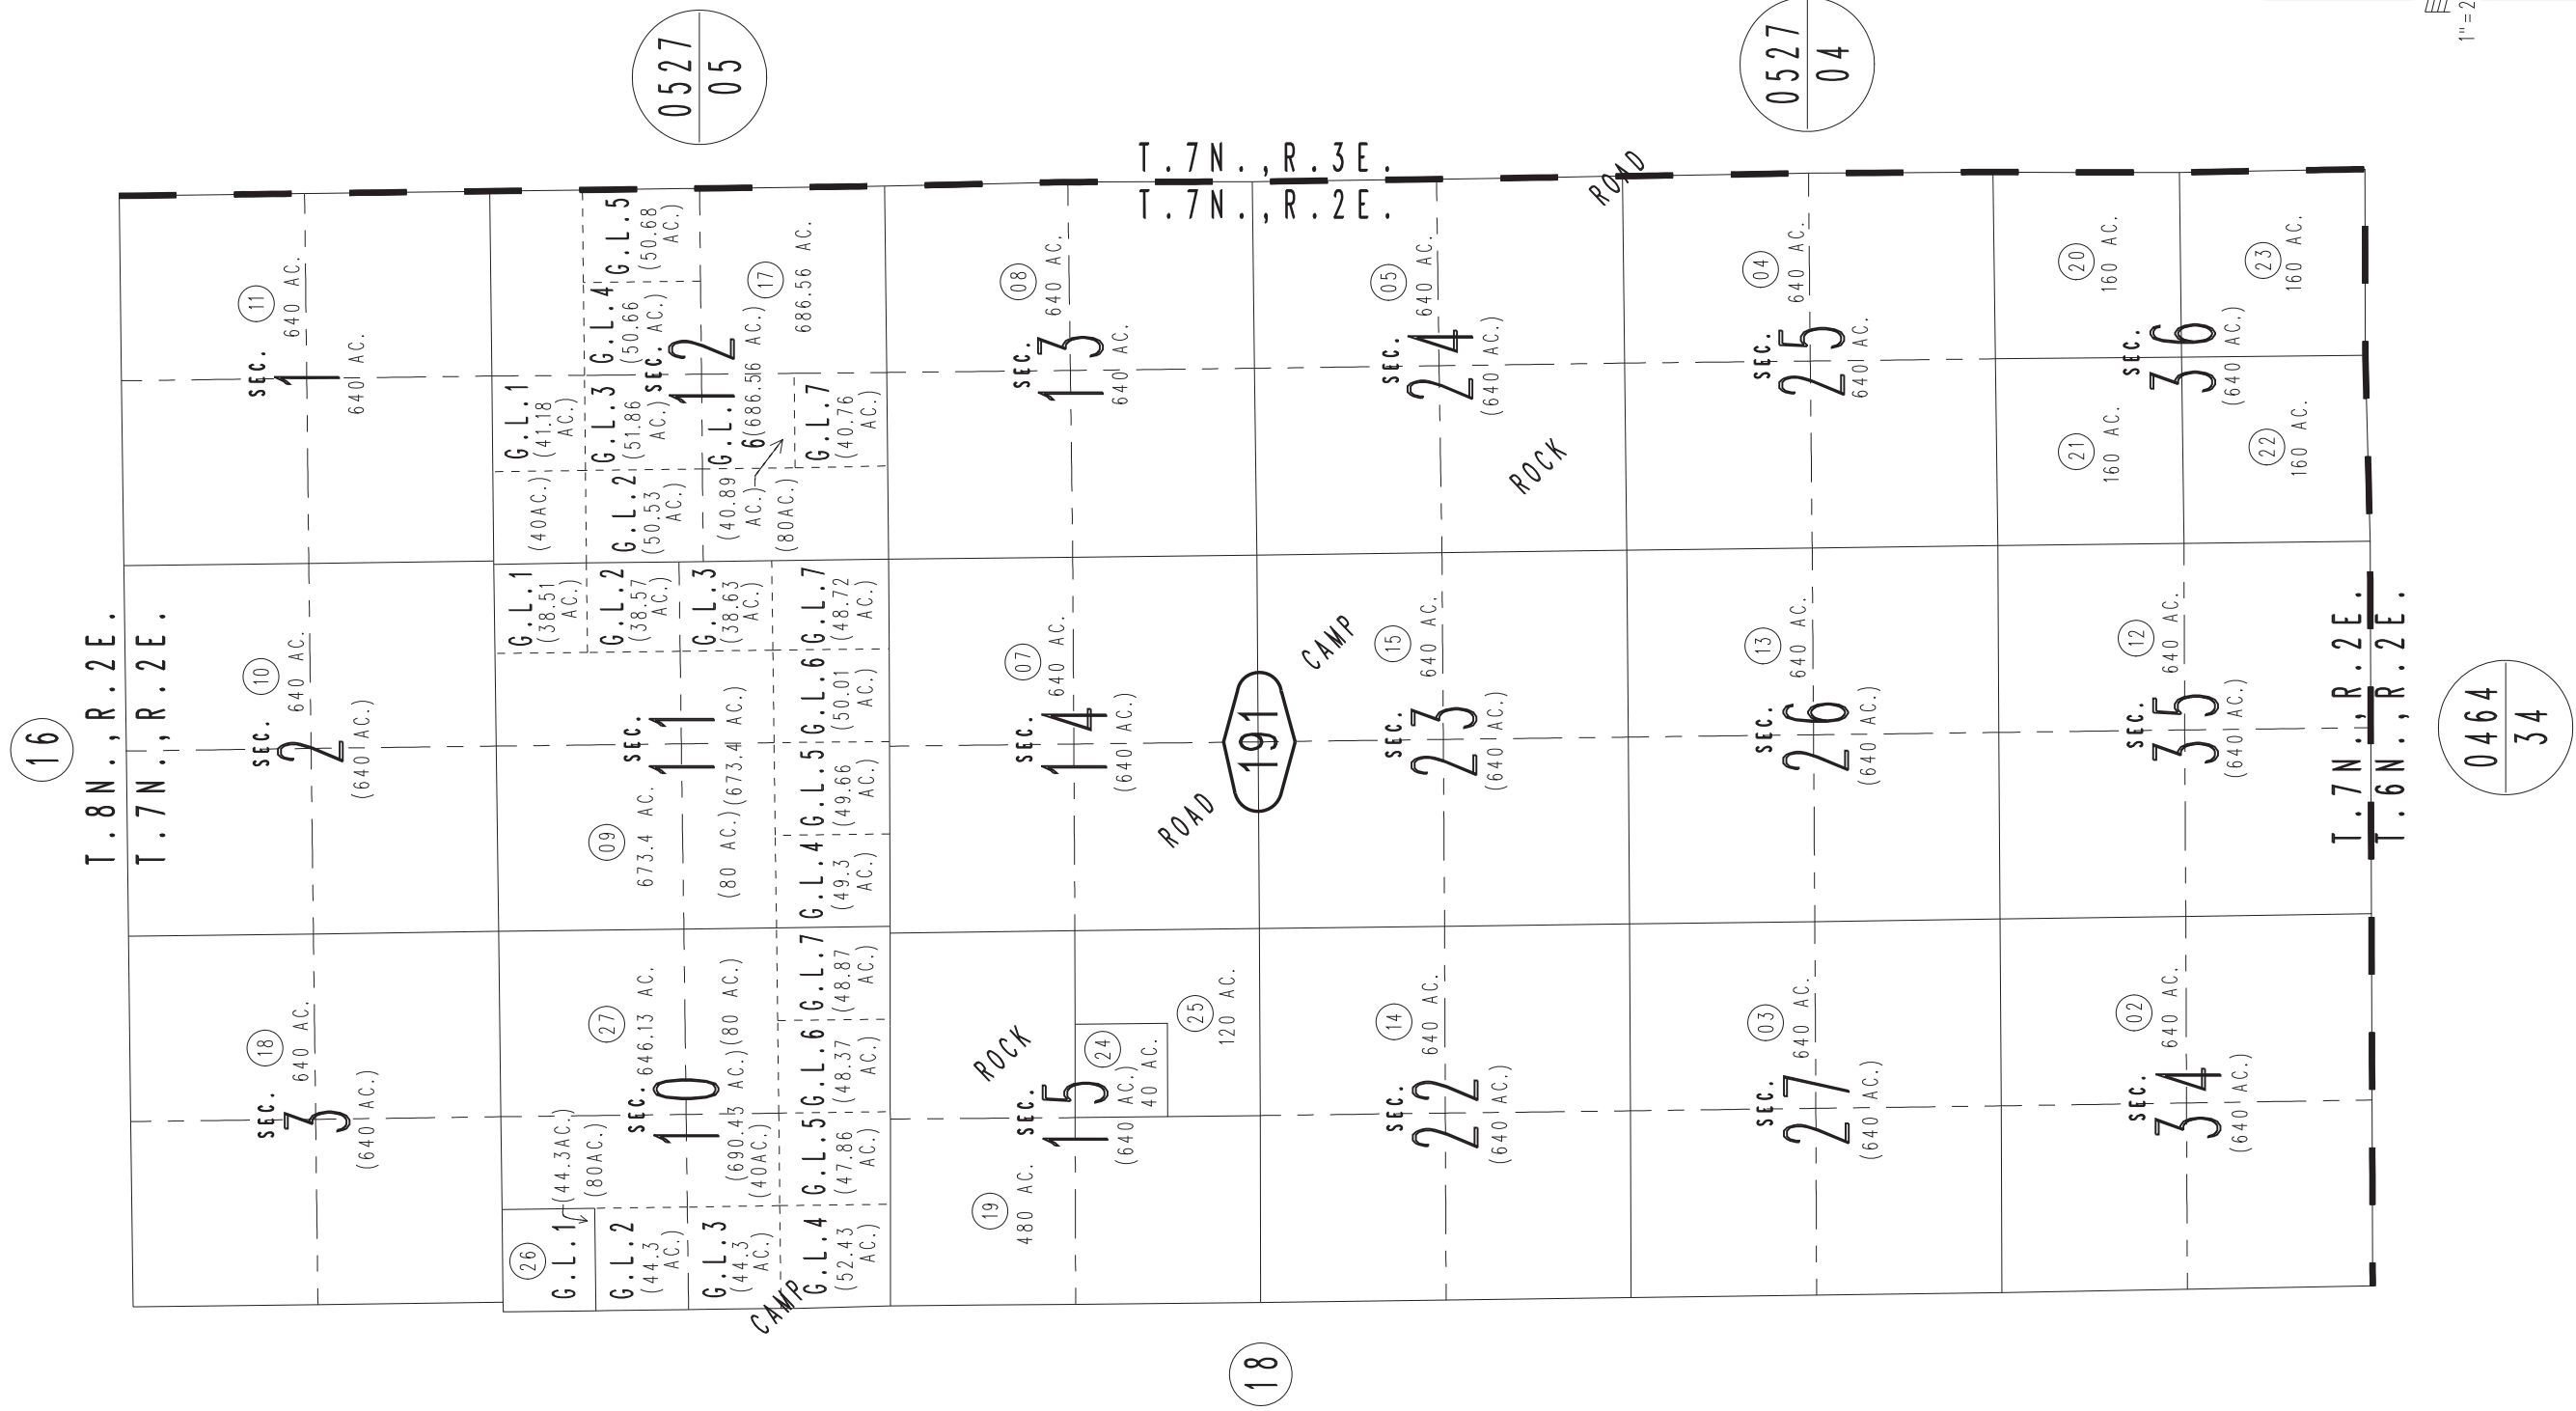 16
T.8N.,R.2E.
T.7N.,R.2E.
18
640 AC.
SEC.
3
(640 AC.)
10
640 AC.
SEC.
2
(640 AC.)
11
640 AC.
SEC.
1
640 AC.
26
G.L.1
(44.3AC.)
(80AC.)
G.L.2
(44.3
AC.)
G.L.3
(44.3
AC.)
27
646.13 AC.
SEC.
10
(690.43 AC.)
(80 AC.)
(40AC.)
G.L.4
(52.43
AC.)
G.L.5
(47.86
AC.)
G.L.6
(48.37
AC.)
G.L.7
(48.87
AC.)
09
673.4 AC.
SEC.
11
(673.4 AC.)
(80 AC.)
(80 AC.)
G.L.1
(38.51
AC.)
G.L.2
(38.57
AC.)
G.L.3
(38.63
AC.)
G.L.4
(49.3
AC.)
G.L.5
(49.66
AC.)
G.L.6
(50.01
AC.)
G.L.7
(48.72
AC.)
(40AC.)
G.L.1
(41.18
AC.)
G.L.2
(50.53
AC.)
G.L.3
(51.86
AC.)
G.L.4
(50.66
AC.)
G.L.5
(50.68
AC.)
SEC.
12
G.L.
6
(686.56 AC.)
(40.89
AC.)
(80AC.)
G.L.7
(40.76
AC.)
17
686.56 AC.
0527
05
CAMP
ROCK
ROAD
CAMP
ROCK
ROAD
19
480 AC.
SEC.
15
(640 AC.)
24
40 AC.
25
120 AC.
07
640 AC.
SEC.
14
(640 AC.)
08
640 AC.
SEC.
13
640 AC.
191
T.7N.,R.3E.
T.7N.,R.2E.
14
640 AC.
SEC.
22
(640 AC.)
15
640 AC.
SEC.
23
(640 AC.)
05
640 AC.
SEC.
24
(640 AC.)
18
03
640 AC.
SEC.
27
(640 AC.)
13
640 AC.
SEC.
26
(640 AC.)
04
640 AC.
SEC.
25
640 AC.
0527
04
02
640 AC.
SEC.
34
(640 AC.)
12
640 AC.
SEC.
35
(640 AC.)
21
160 AC.
20
160 AC.
SEC.
36
(640 AC.)
22
160 AC.
23
160 AC.
T.7N.,R.2E.
T.6N.,R.2E.
0464
34